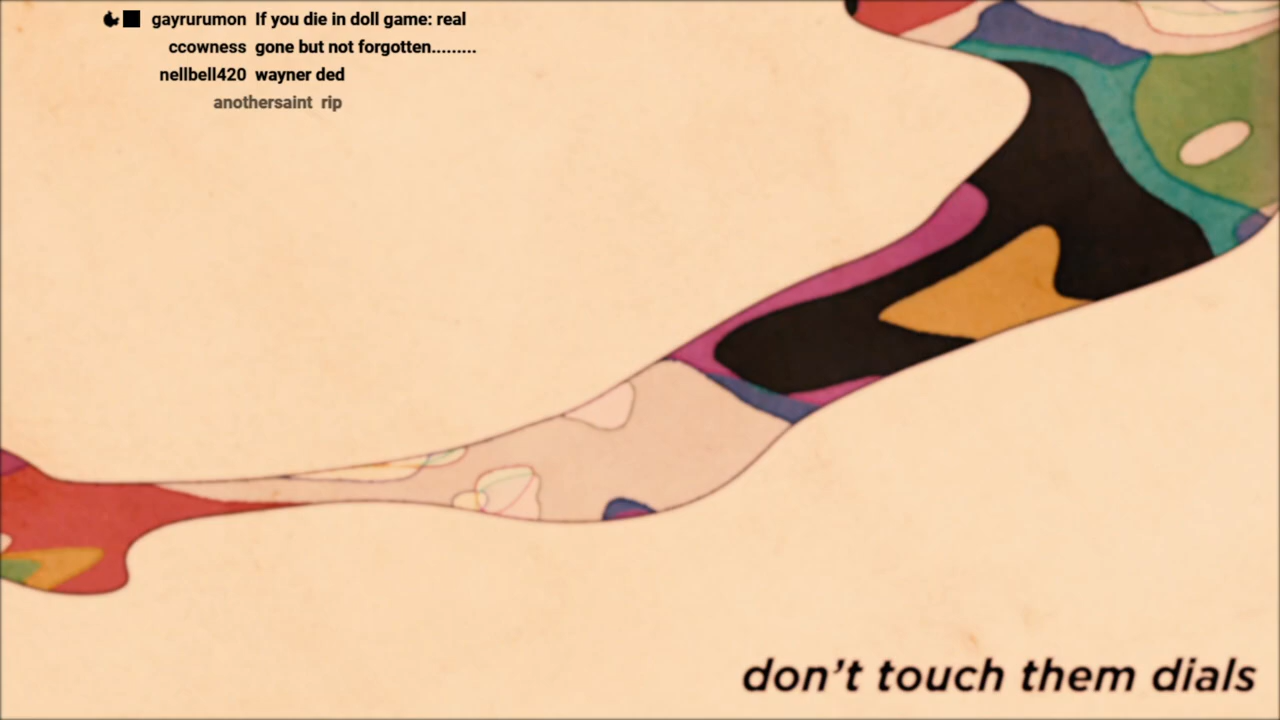 gayrurumon If you die in doll game: real
ccowness gone but not forgotten.........
nellbell420 wayner ded
anothersaint rip
don't touch them dials